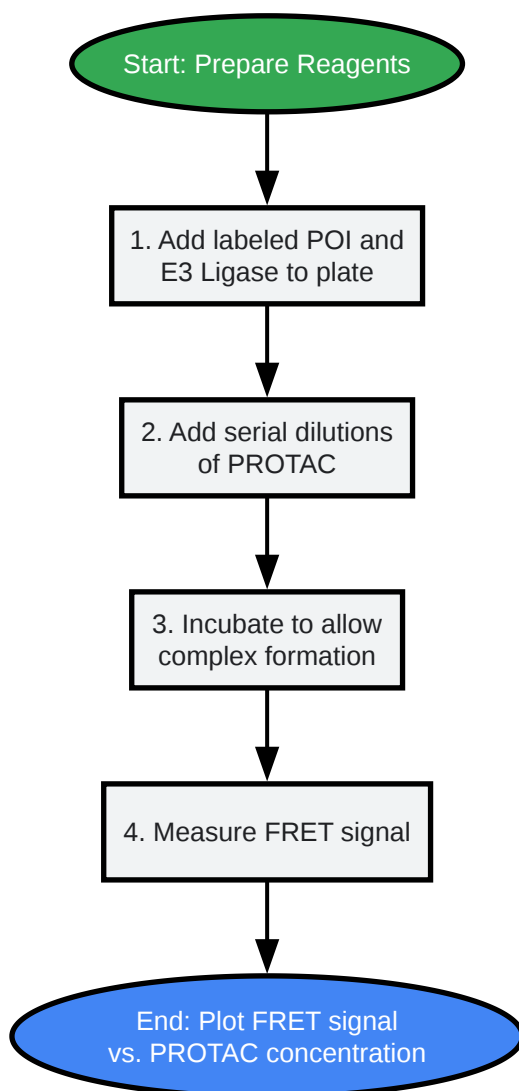 Start: Prepare Reagents
1. Add labeled POI and
E3 Ligase to plate
2. Add serial dilutions
of PROTAC
3. Incubate to allow
complex formation
4. Measure FRET signal
End: Plot FRET signal
vs. PROTAC concentration